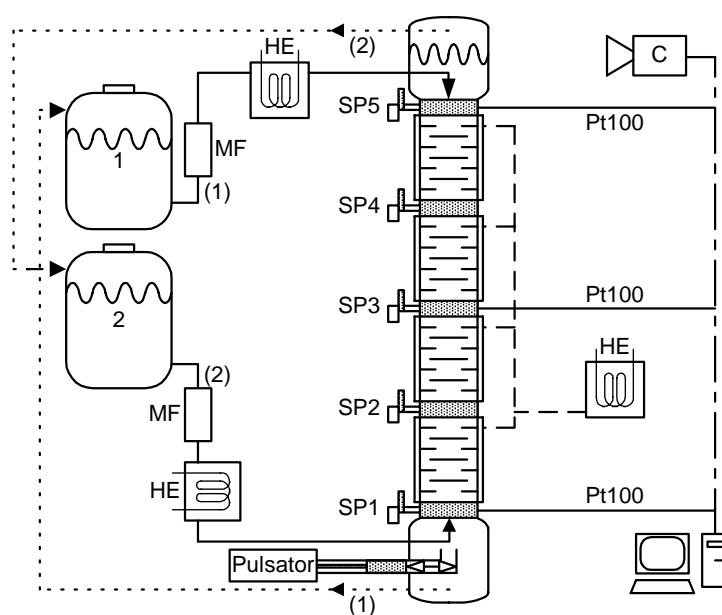 (2)
HE
C
SP5
Pt100
MF
1
(1)
SP4
SP3
Pt100
2
HE
(2)
SP2
MF
HE
SP1
Pt100
Pulsator
(1)